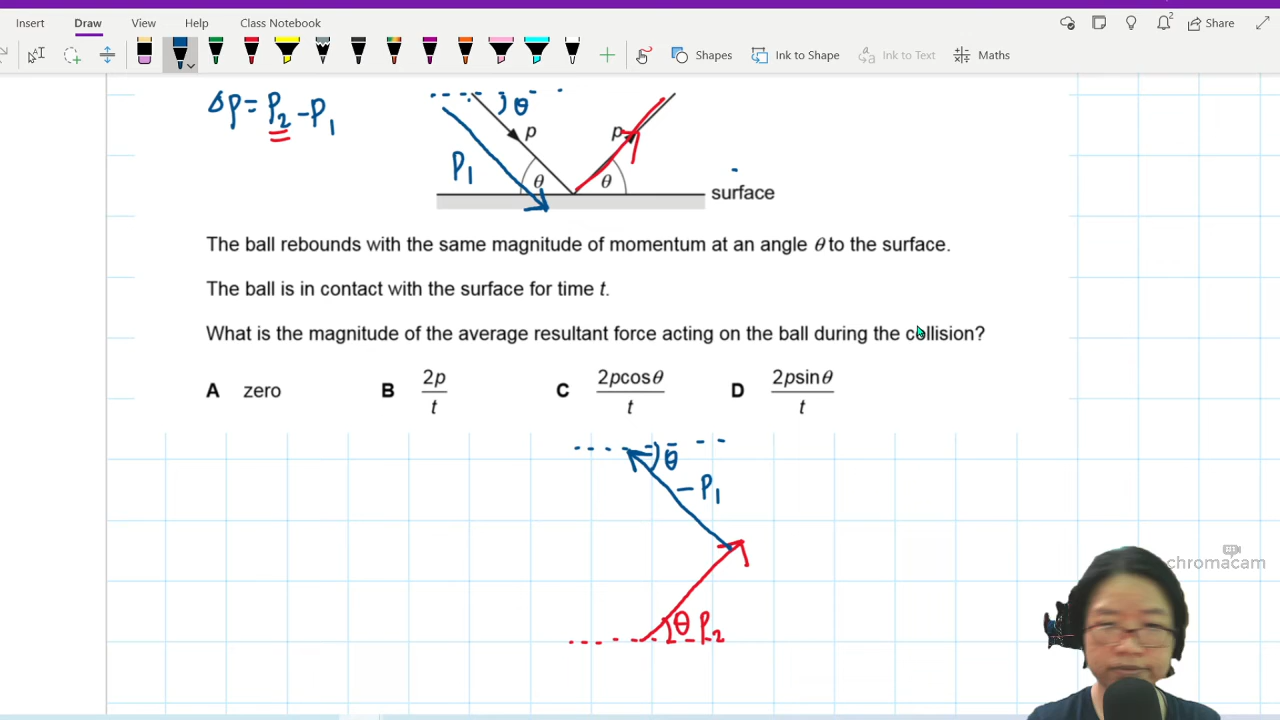 Insert Draw View Help Class Notebook 2 Share
Shapes Ink to Shape Ink to Text Maths
Δp = P2 - P1
θ
p p
P1 θ θ
surface
The ball rebounds with the same magnitude of momentum at an angle θ to the surface.
The ball is in contact with the surface for time t.
What is the magnitude of the average resultant force acting on the ball during the collision?
A zero B 2p/t C 2pcosθ/t D 2psinθ/t
θ
-P1
chromacam
θ P2